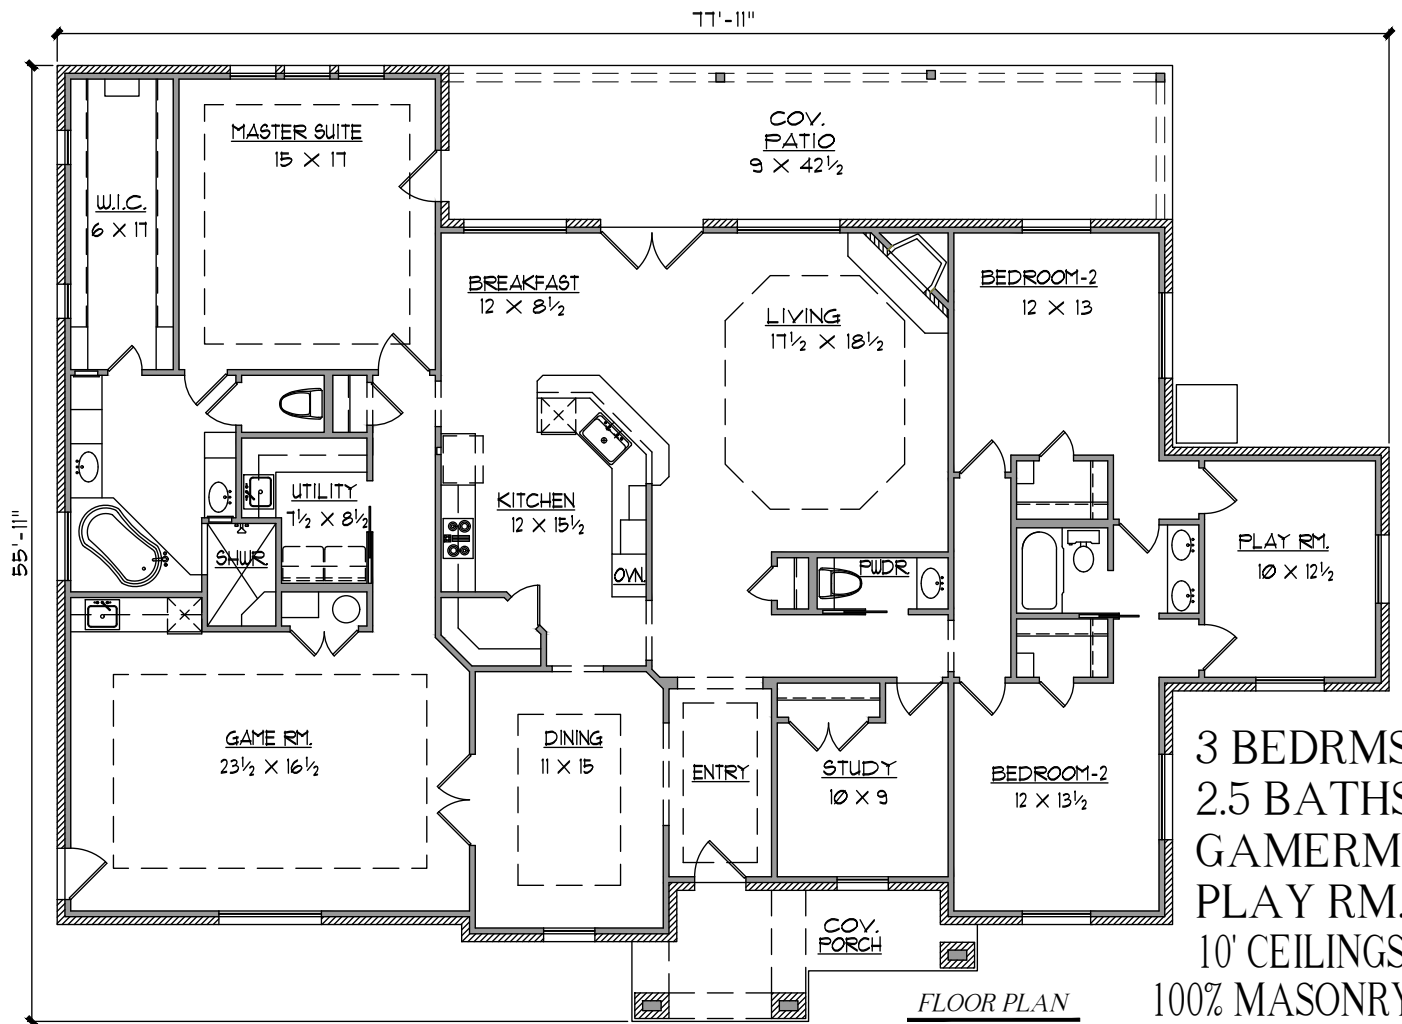 77'-11"
55'-11"
COV.
PATIO
9 X 42½
MASTER SUITE
15 X 17
W.I.C.
6 X 17
BREAKFAST
12 X 8½
LIVING
17½ X 18½
BEDROOM-2
12 X 13
UTILITY
7½ X 8½
KITCHEN
12 X 15½
SHWR.
OVN.
PWDR.
PLAY RM.
10 X 12½
GAME RM.
23½ X 16½
DINING
11 X 15
ENTRY
STUDY
10 X 9
BEDROOM-2
12 X 13½
COV.
PORCH
3 BEDRMS
2.5 BATHS
GAMERM
PLAY RM.
10' CEILINGS
100% MASONRY
FLOOR PLAN